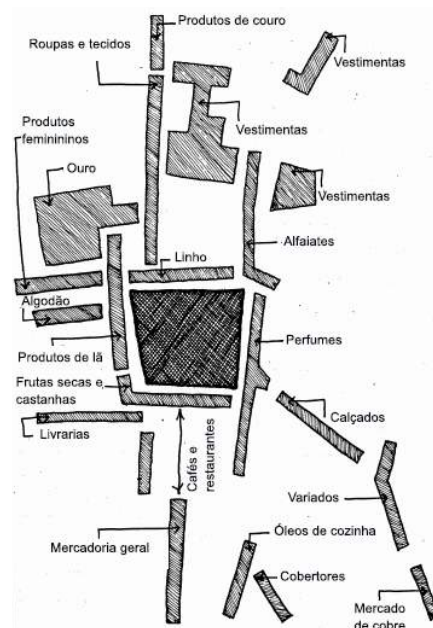 Produtos de couro
Roupas e tecidos
Vestimentas
Produtos
feminininos
Vestimentas
Ouro
Vestimentas
Alfaiates
Linho
Algodão
Perfumes
Produtos de lã
Frutas secas e
castanhas
Calçados
Livrarias
Cafés e
restaurantes
Variados
Óleos de cozinha
Mercadoria geral
Cobertores
Mercado
de cobre